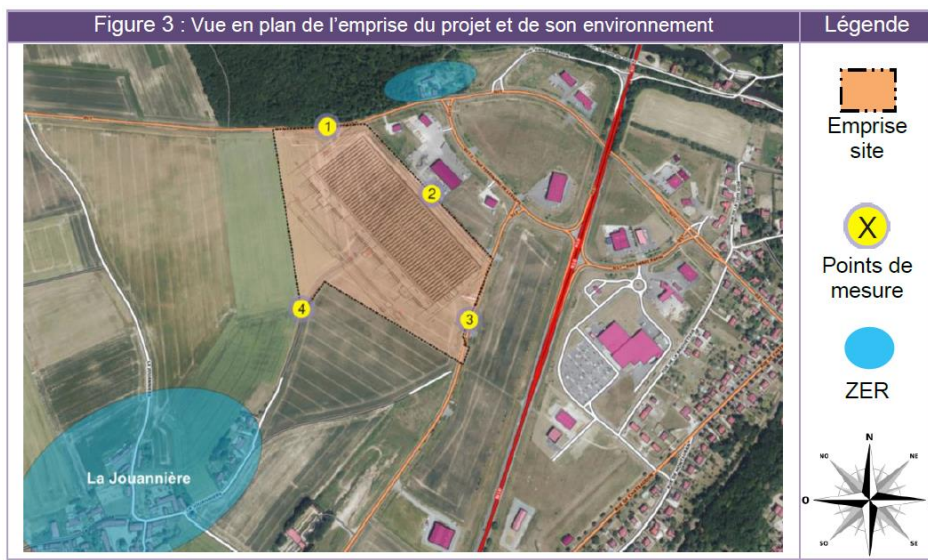 Figure 3 : Vue en plan de l'emprise du projet et de son environnement
Légende
1
2
3
4
La Jouannière
Emprise
site
X
Points de
mesure
ZER
N
NO
NE
O
SO
SE
S